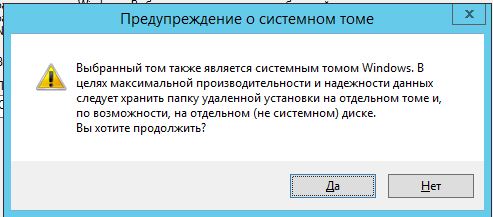 Предупреждение о системном томе
x
Выбранный том также является системным томом Windows. В
целях максимальной производительности и надежности данных
следует хранить папку удаленной установки на отдельном томе и,
по возможности, на отдельном (не системном) диске.
Вы хотите продолжить?
Да
Нет